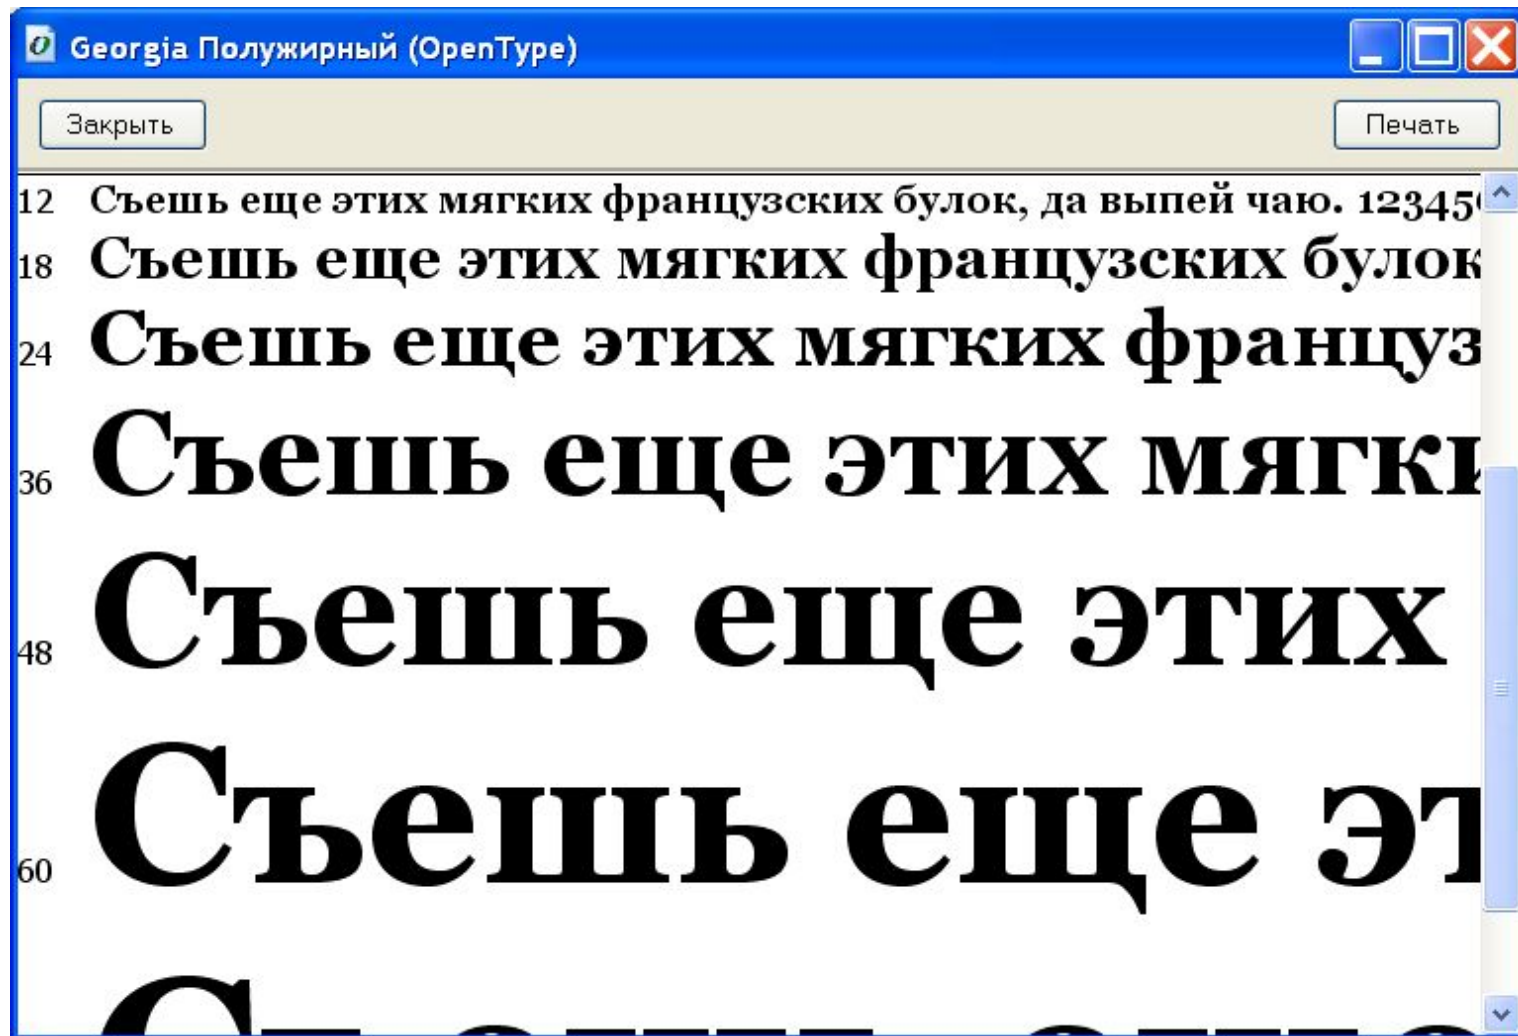 Georgia Полужирный (OpenType)
Закрыть Печать
12 Съешь еще этих мягких французских булок, да выпей чаю. 12345
18 Съешь еще этих мягких французских булок
24 Съешь еще этих мягких француз
36 Съешь еще этих мягки
48 Съешь еще этих
60 Съешь еще эт